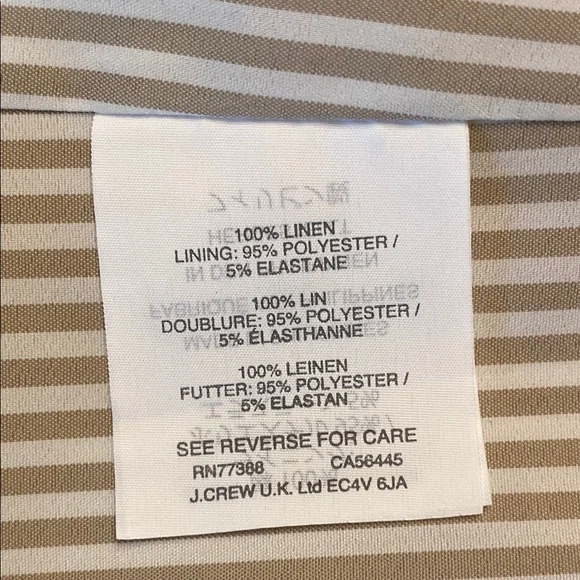 100% LINEN
LINING: 95% POLYESTER /
5% ELASTANE
100% LIN
DOUBLURE: 95% POLYESTER /
5% ÉLASTHANNE
100% LEINEN
FUTTER: 95% POLYESTER /
5% ELASTAN
SEE REVERSE FOR CARE
RN77388 CA56445
J.CREW U.K. Ltd EC4V 6JA